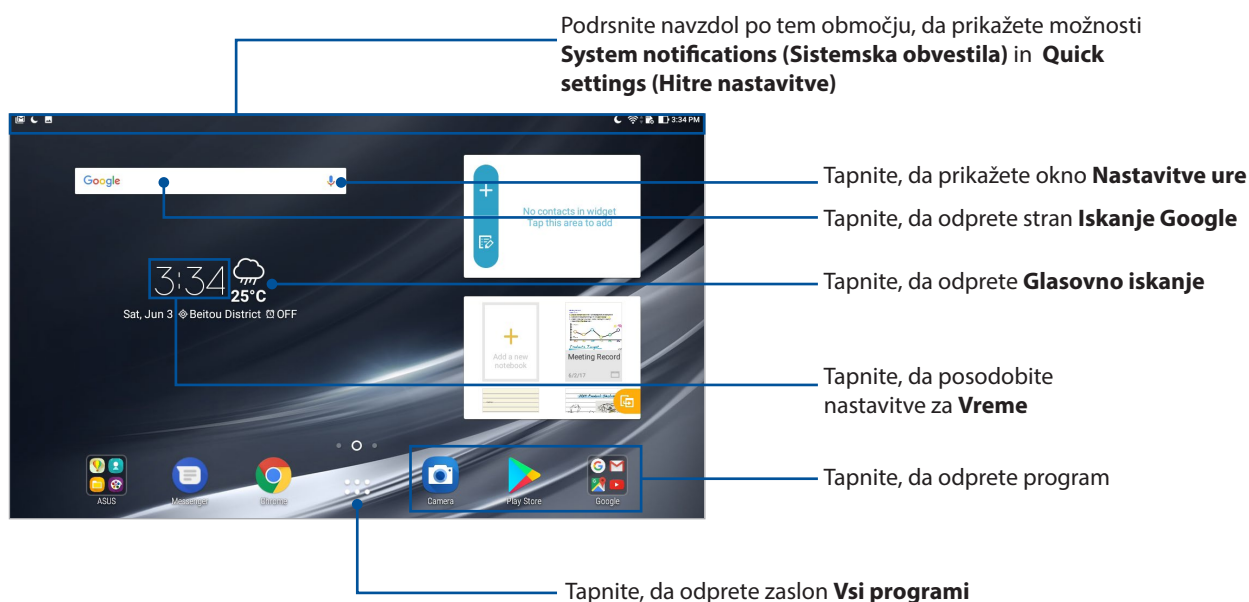 Podrsnite navzdol po tem območju, da prikažete možnosti
System notifications (Sistemska obvestila) in Quick
settings (Hitre nastavitve)
3:34 PM
Google
No contacts in widget
Tap this area to add
Tapnite, da prikažete okno Nastavitve ure
Tapnite, da odprete stran Iskanje Google
3:34
25°C
Sat, Jun 3 Beitou District OFF
Tapnite, da odprete Glasovno iskanje
Add a new
notebook
Meeting Record
6/2/17
Tapnite, da posodobite
nastavitve za Vreme
ASUS
Messenger
Chrome
Camera
Play Store
Google
Tapnite, da odprete program
Tapnite, da odprete zaslon Vsi programi